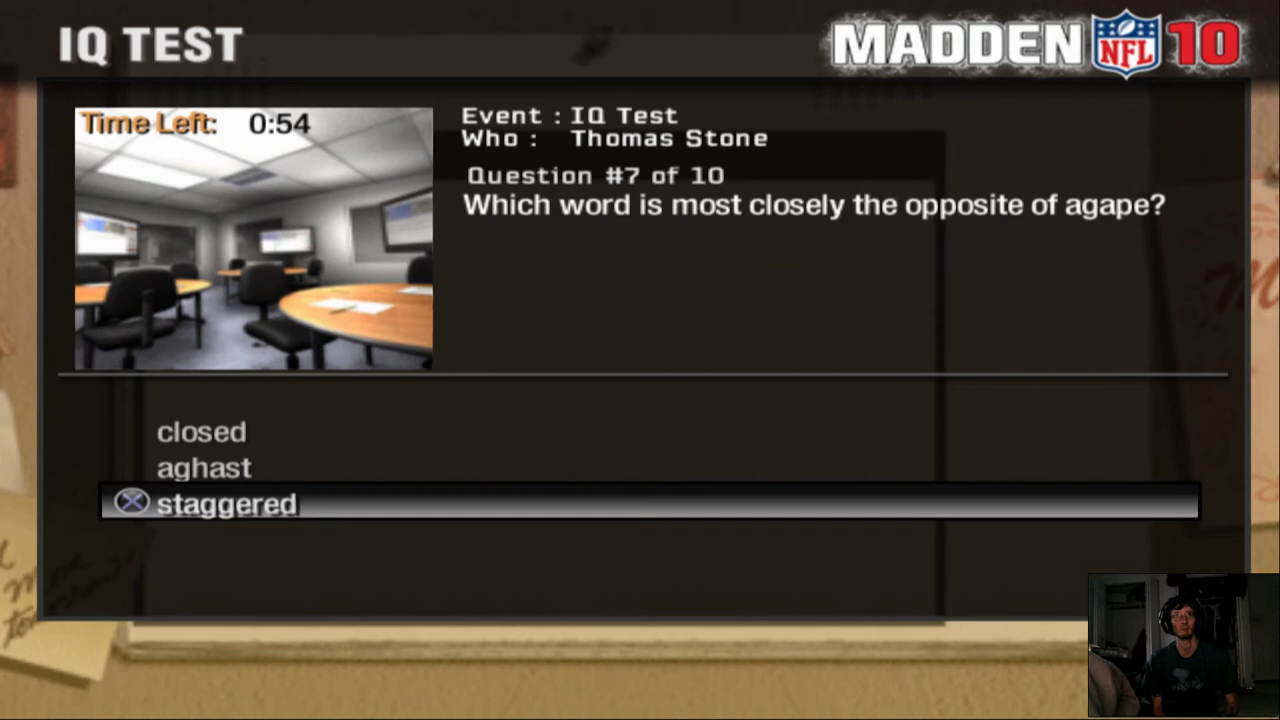 IQ TEST
MADDEN NFL 10
Time Left: 0:54
Event : IQ Test
Who : Thomas Stone
Question #7 of 10
Which word is most closely the opposite of agape?
closed
aghast
staggered